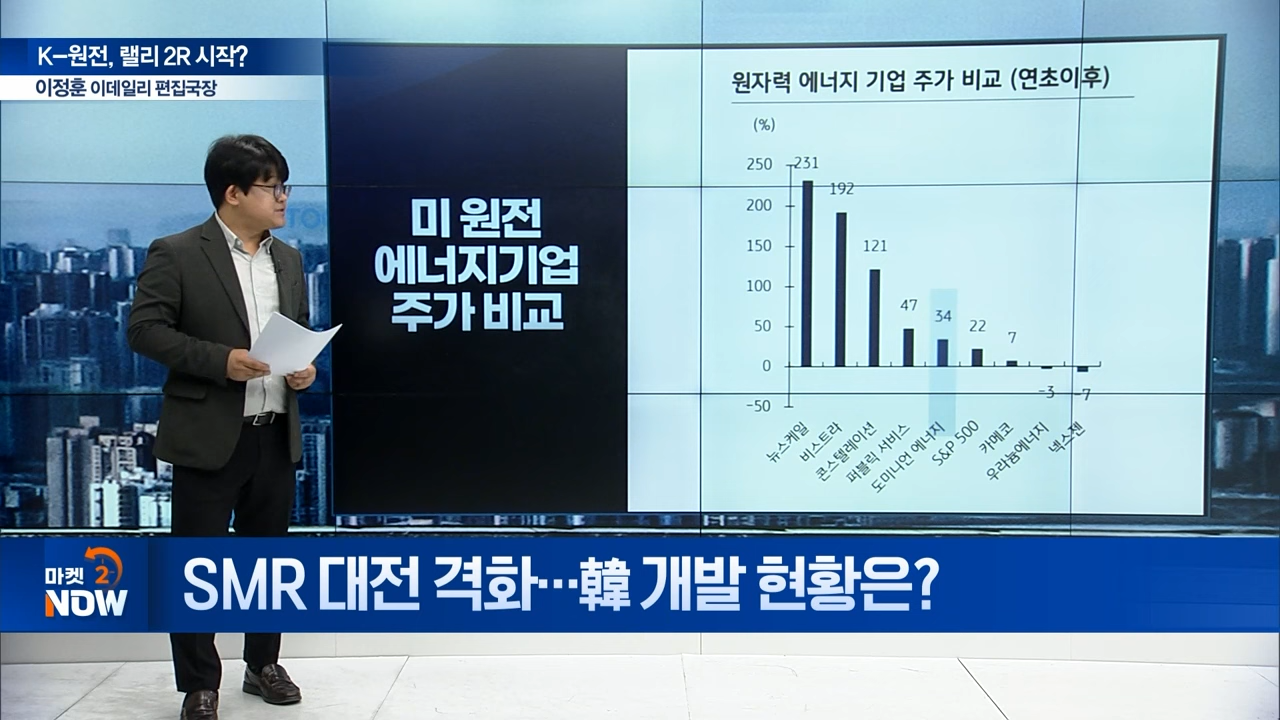 K-원전, 랠리 2R 시작?
이정훈 이데일리 편집국장
미 원전
에너지기업
주가 비교
원자력 에너지 기업 주가 비교 (연초이후)
(%)
250
200
150
100
50
0
-50
231
192
121
47
34
22
7
-3
-7
뉴스케일
비스트라
콘스텔레이션
퍼블릭 서비스
도미니언 에너지
S&P 500
카메코
우라늄에너지
넥스젠
마켓 2
NOW
SMR 대전 격화…韓 개발 현황은?